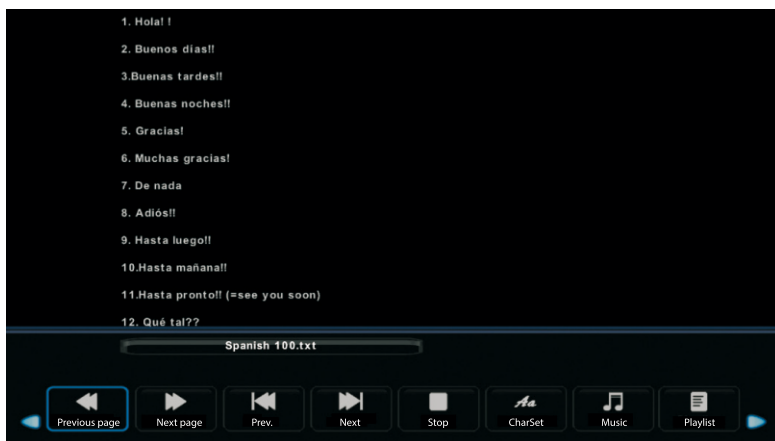 1. Hola! !
2. Buenos días!!
3.Buenas tardes!!
4. Buenas noches!!
5. Gracias!
6. Muchas gracias!
7. De nada
8. Adiós!!
9. Hasta luego!!
10.Hasta mañana!!
11.Hasta pronto!! (=see you soon)
12. Qué tal??
Spanish 100.txt
Previous page Next page Prev. Next Stop Aa CharSet Music Playlist